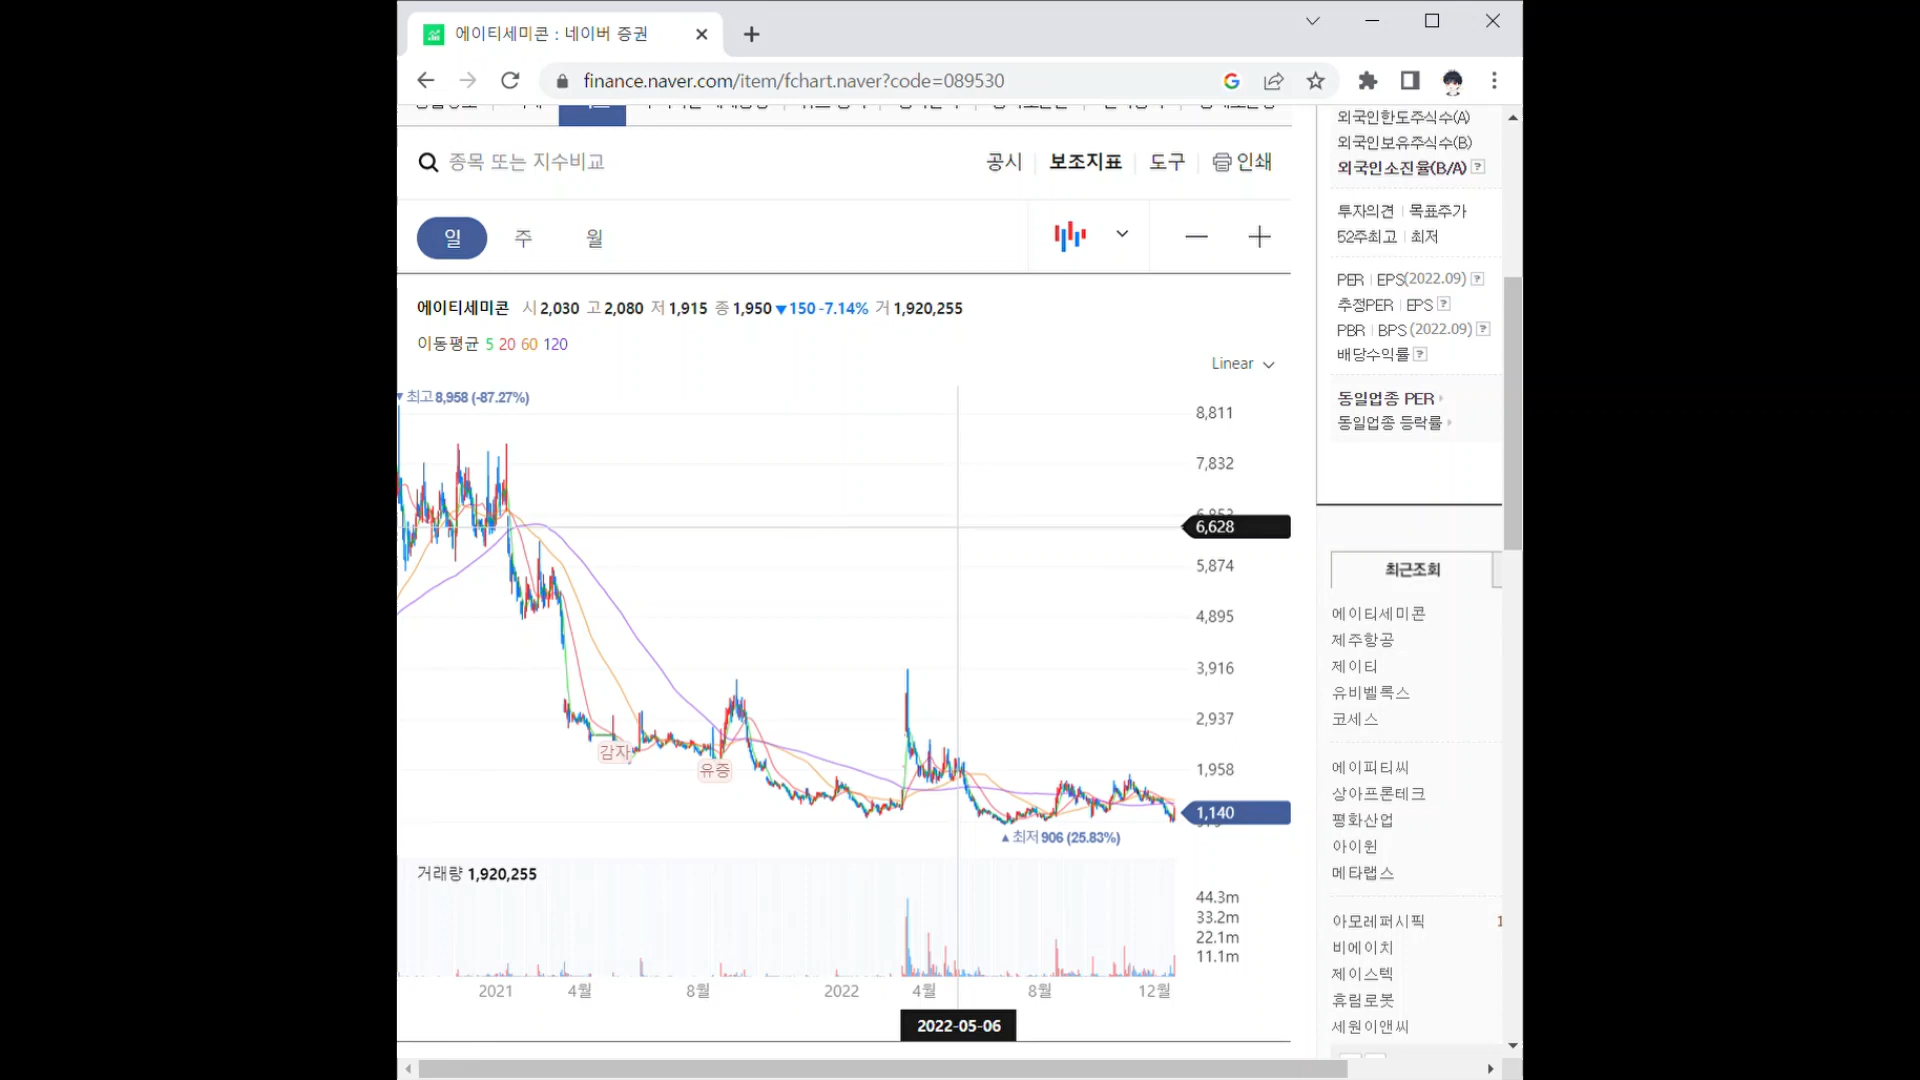 에이티세미콘 : 네이버 증권
finance.naver.com/item/fchart.naver?code=089530
종목 또는 지수비교
공시 보조지표 도구 인쇄
일 주 월
에이티세미콘 시 2,030 고 2,080 저 1,915 종 1,950 ▼150 -7.14% 거 1,920,255
이동평균 5 20 60 120
Linear
▼최고 8,958 (-87.27%)
8,811
7,832
6,628
5,874
4,895
3,916
2,937
1,958
1,140
감자
유증
▲최저 906 (25.83%)
거래량 1,920,255
44.3m
33.2m
22.1m
11.1m
2021 4월 8월 2022 4월 8월 12월
2022-05-06
외국인한도주식수(A)
외국인보유주식수(B)
외국인소진율(B/A) ?
투자의견 | 목표주가
52주최고 | 최저
PER | EPS(2022.09) ?
추정PER | EPS ?
PBR | BPS (2022.09) ?
배당수익률 ?
동일업종 PER
동일업종 등락률
최근조회
에이티세미콘
제주항공
제이티
유비벨록스
코세스
에이피티씨
상아프론테크
평화산업
아이윈
메타랩스
아모레퍼시픽 1
비에이치
제이스텍
휴림로봇
세원이앤씨